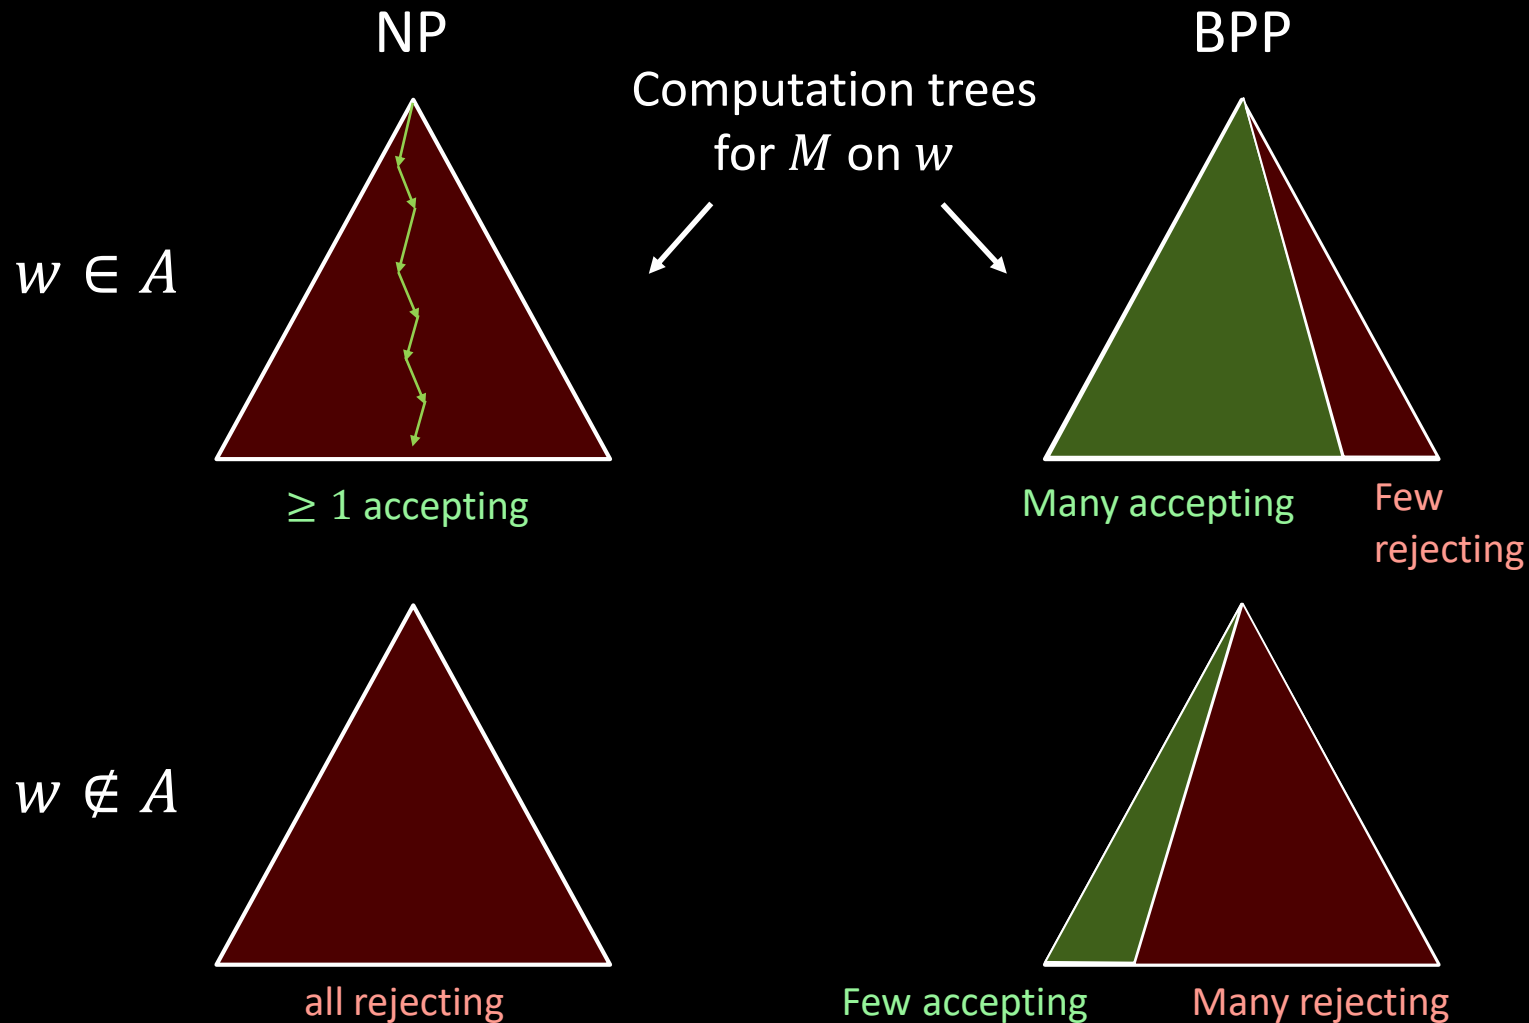 NP
BPP
Computation trees
for M on w
w ∈ A
≥ 1 accepting
Many accepting
Few
rejecting
w ∉ A
all rejecting
Few accepting
Many rejecting